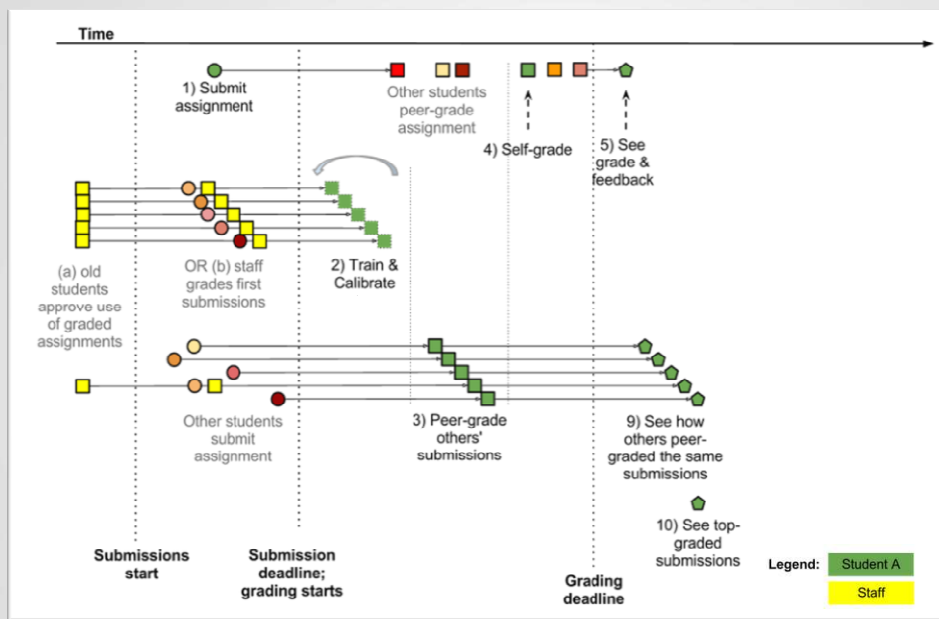 Time
1) Submit
assignment
Other students
peer-grade
assignment
4) Self-grade
5) See
grade &
feedback
(a) old
students
approve use
of graded
assignments
OR (b) staff
grades first
submissions
2) Train &
Calibrate
Other students
submit
assignment
3) Peer-grade
others'
submissions
9) See how
others peer-
graded the same
submissions
10) See top-
graded
submissions
Submissions
start
Submission
deadline;
grading starts
Grading
deadline
Legend:
Student A
Staff